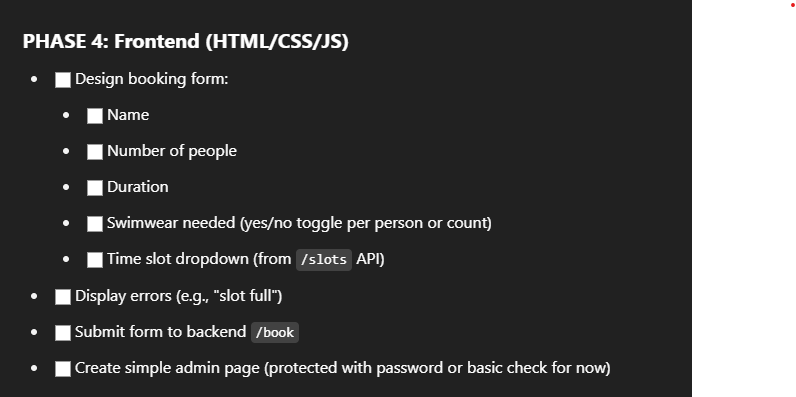 PHASE 4: Frontend (HTML/CSS/JS)
Design booking form:
Name
Number of people
Duration
Swimwear needed (yes/no toggle per person or count)
Time slot dropdown (from /slots API)
Display errors (e.g., "slot full")
Submit form to backend /book
Create simple admin page (protected with password or basic check for now)